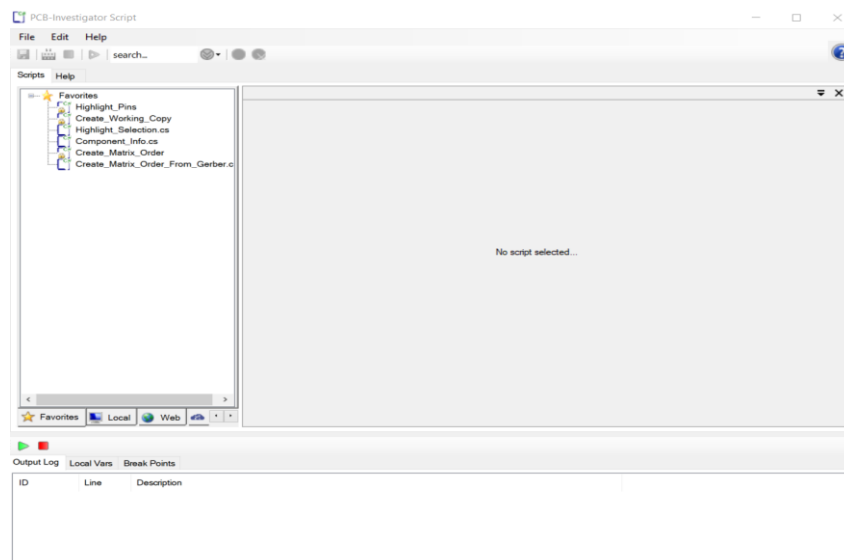 PCB-Investigator Script
File Edit Help
search...
Scripts Help
Favorites
Highlight_Pins
Create_Working_Copy
Highlight_Selection.cs
Component_Info.cs
Create_Matrix_Order
Create_Matrix_Order_From_Gerber.c
No script selected...
Favorites Local Web
Output Log Local Vars Break Points
ID Line Description